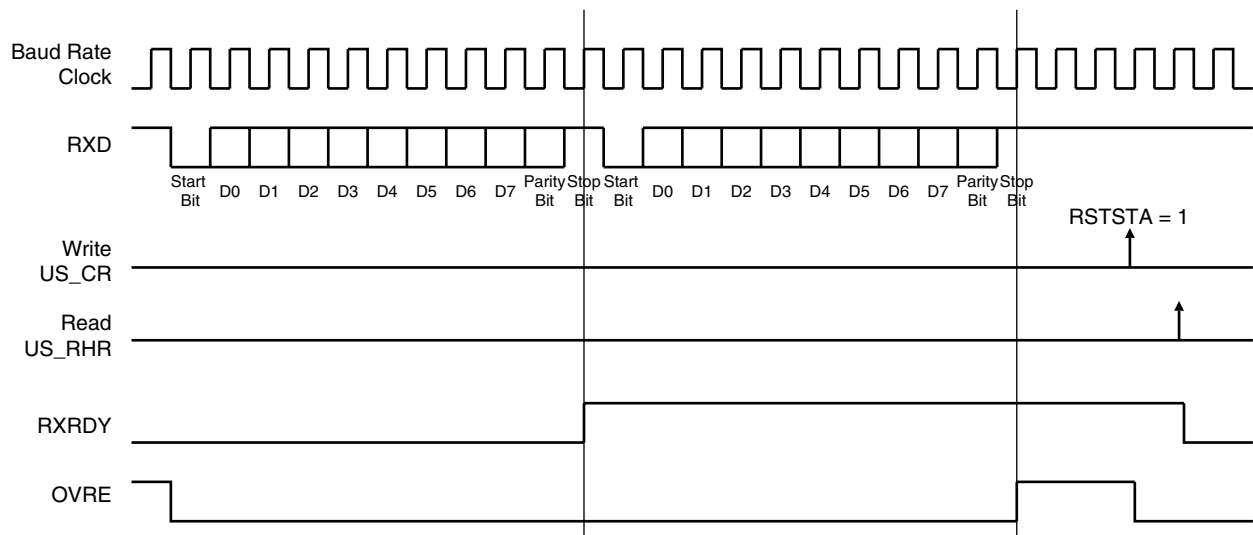 Baud Rate
Clock
RXD
Start
Bit
D0 D1 D2 D3 D4 D5 D6 D7
Parity
Bit
Stop
Bit
Start
Bit
D0 D1 D2 D3 D4 D5 D6 D7
Parity
Bit
Stop
Bit
RSTSTA = 1
Write
US_CR
Read
US_RHR
RXRDY
OVRE